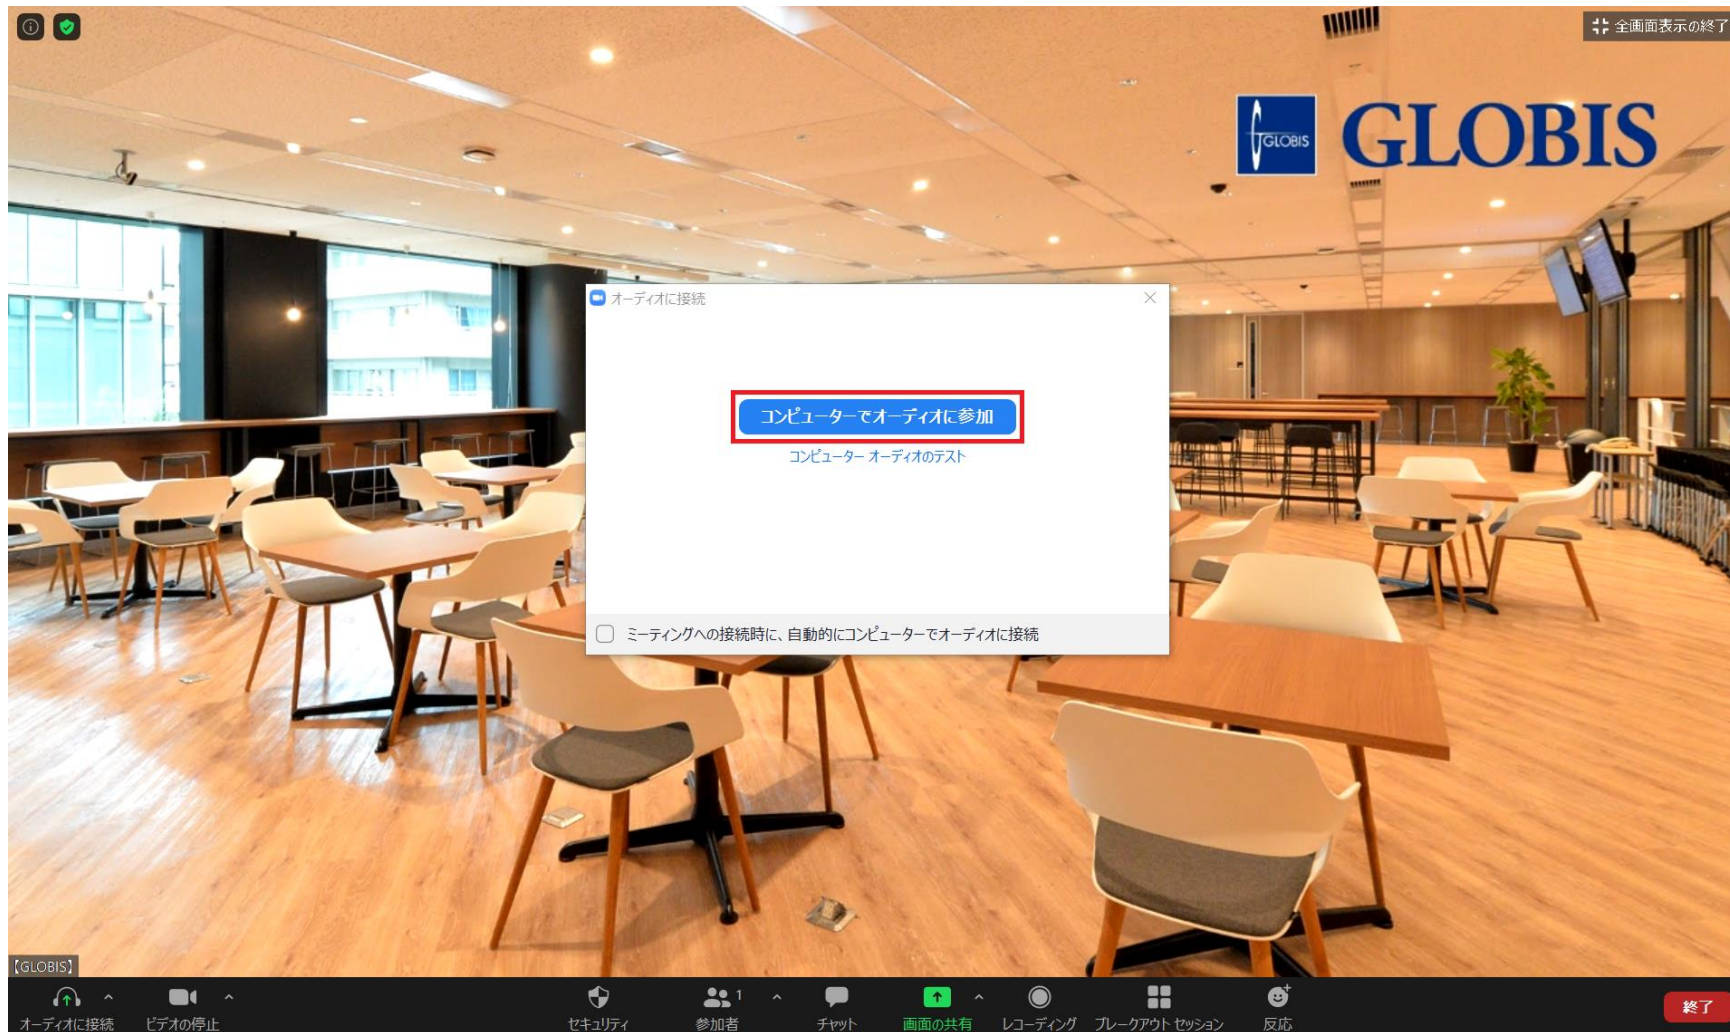 全画面表示の終了
GLOBIS GLOBIS
オーディオに接続
コンピューターでオーディオに参加
コンピューター オーディオのテスト
ミーティングへの接続時に、自動的にコンピューターでオーディオに接続
【GLOBIS】
オーディオに接続 ビデオの停止 セキュリティ 参加者 1 チャット 画面の共有 レコーディング ブレークアウト セッション 反応 終了